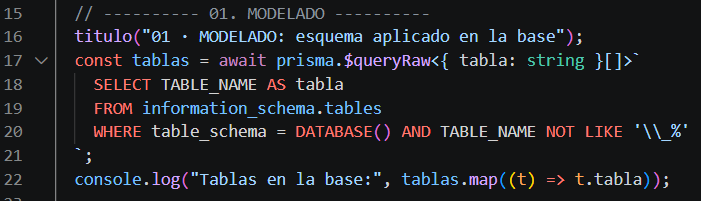 15 // ---------- 01. MODELADO ----------
16 titulo("01 · MODELADO: esquema aplicado en la base");
17 const tablas = await prisma.$queryRaw<{ tabla: string }[]>`
18 SELECT TABLE_NAME AS tabla
19 FROM information_schema.tables
20 WHERE table_schema = DATABASE() AND TABLE_NAME NOT LIKE '\\_%'
21 `;
22 console.log("Tablas en la base:", tablas.map((t) => t.tabla));